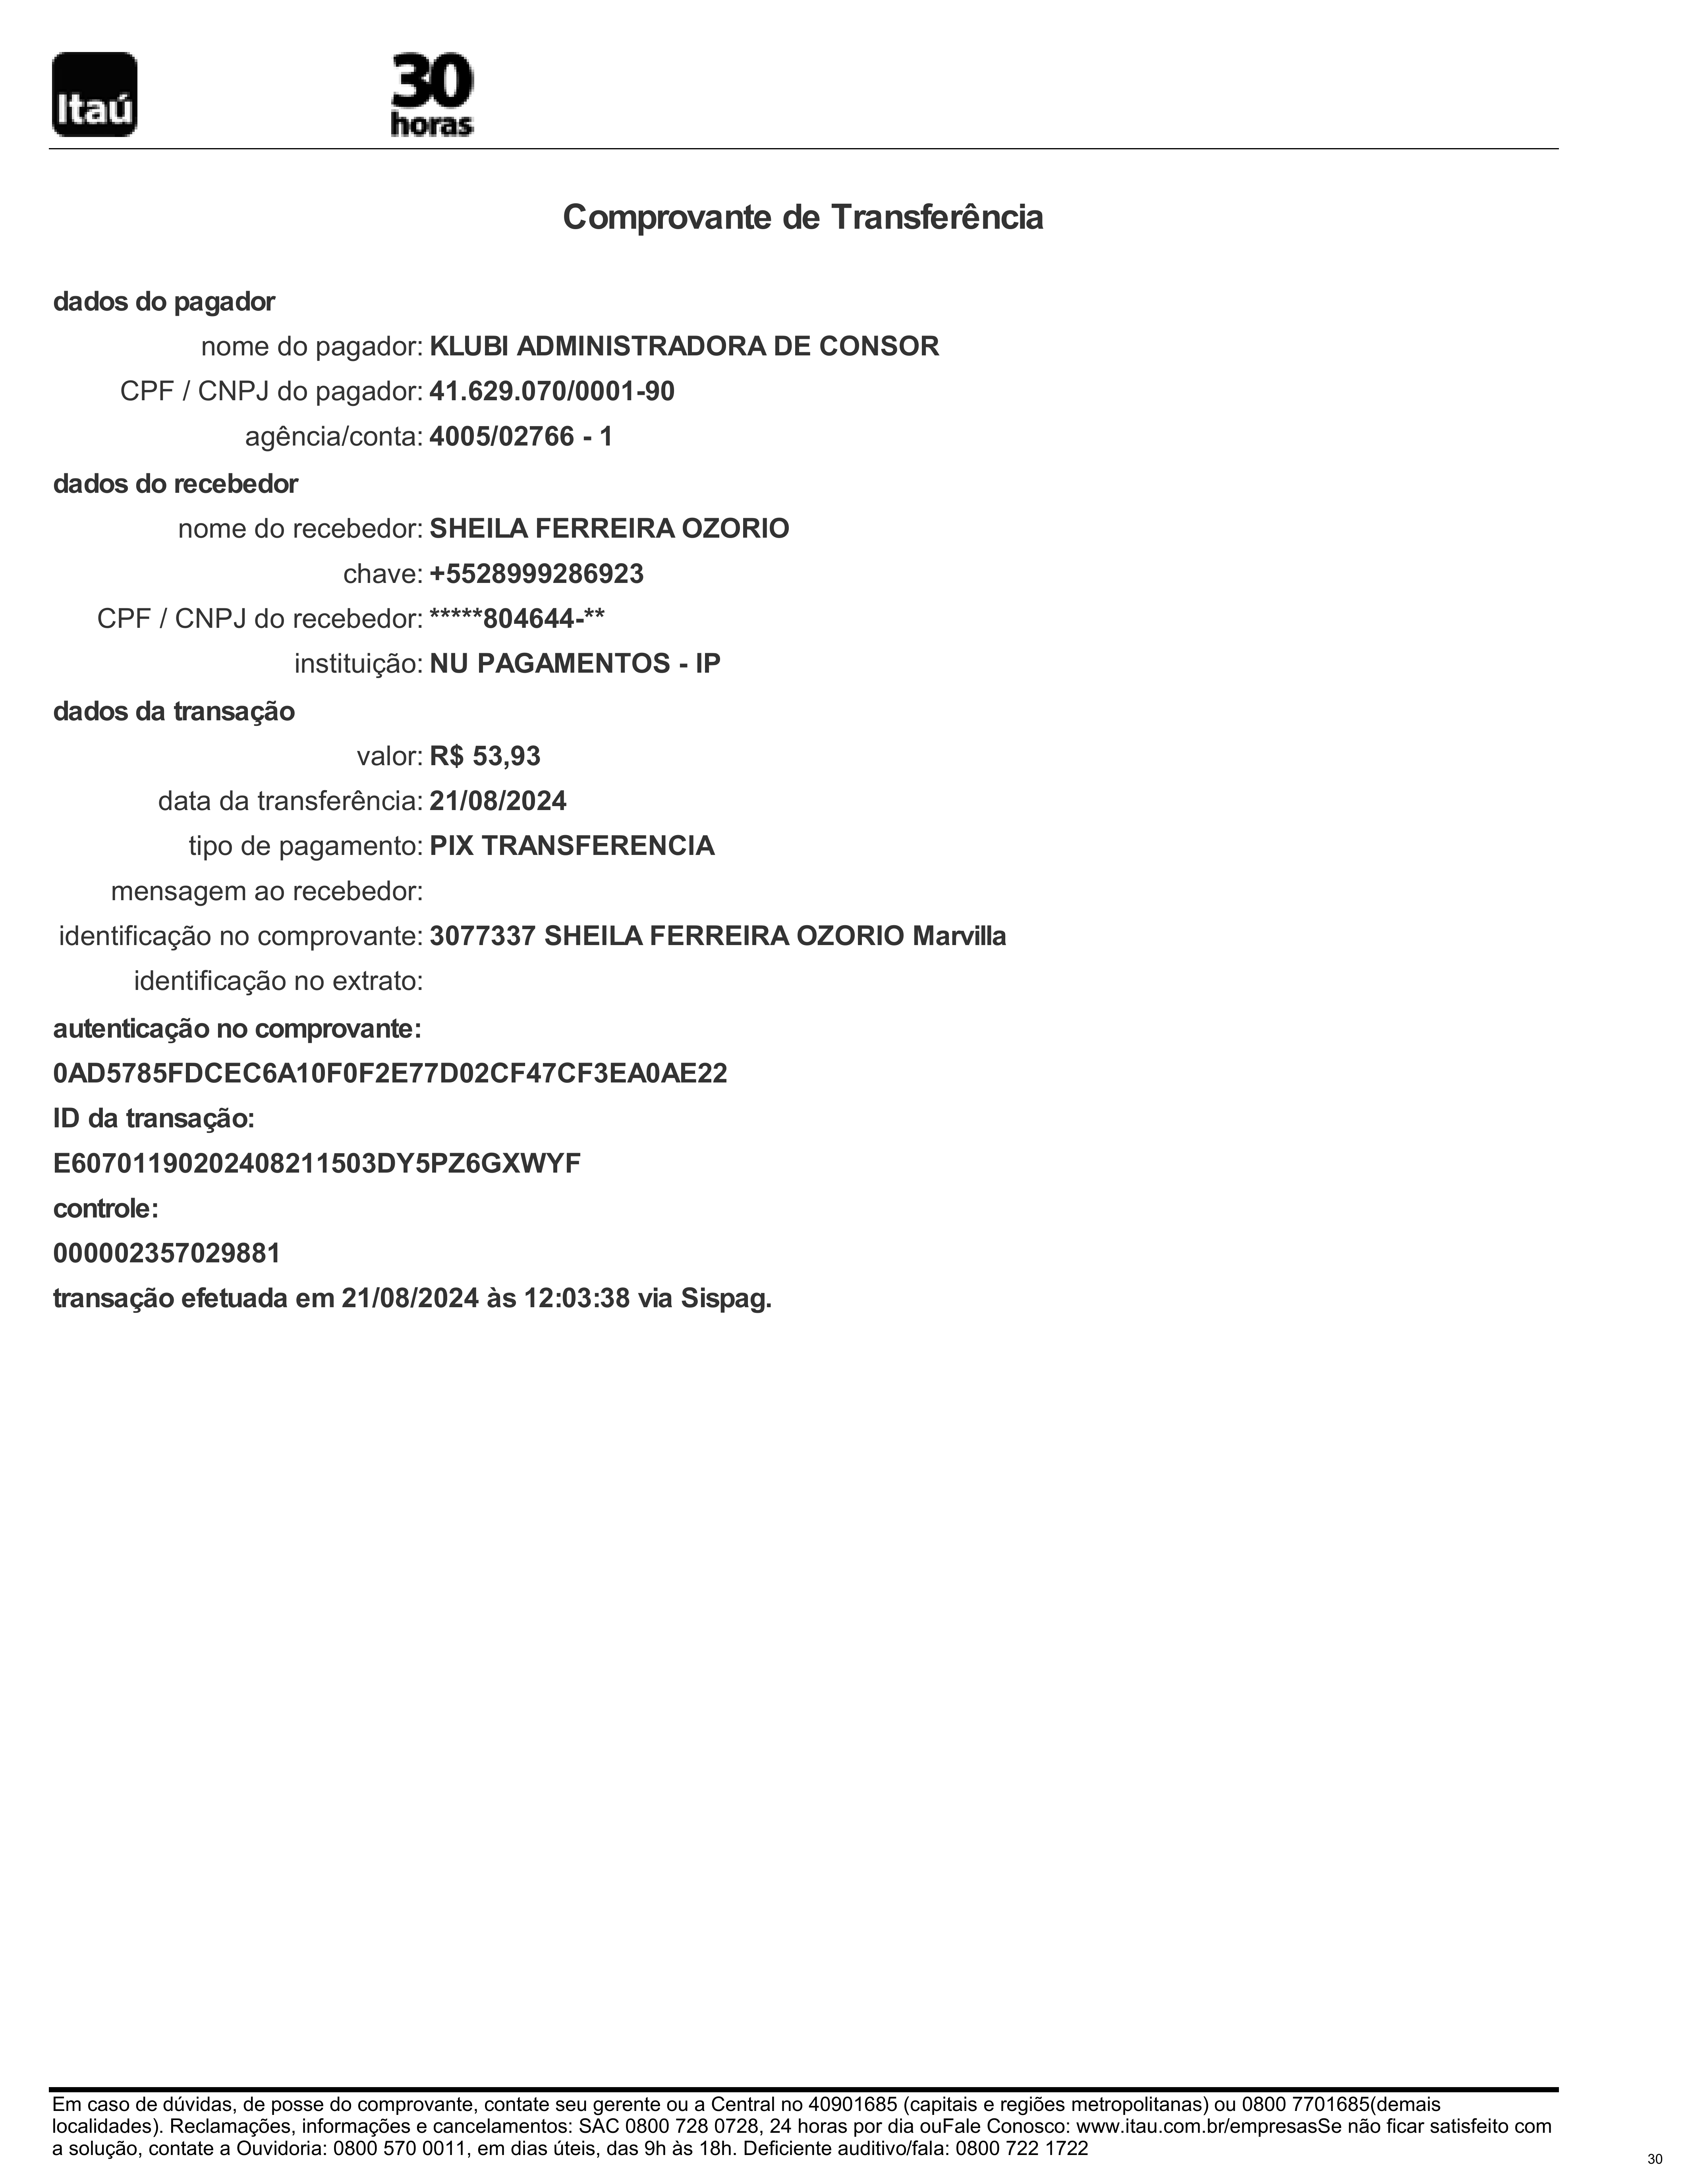 Itaú
30
horas
Comprovante de Transferência
dados do pagador
nome do pagador: KLUBI ADMINISTRADORA DE CONSOR
CPF / CNPJ do pagador: 41.629.070/0001-90
agência/conta: 4005/02766 - 1
dados do recebedor
nome do recebedor: SHEILA FERREIRA OZORIO
chave: +5528999286923
CPF / CNPJ do recebedor: *****804644-**
instituição: NU PAGAMENTOS - IP
dados da transação
valor: R$ 53,93
data da transferência: 21/08/2024
tipo de pagamento: PIX TRANSFERENCIA
mensagem ao recebedor:
identificação no comprovante: 3077337 SHEILA FERREIRA OZORIO Marvilla
identificação no extrato:
autenticação no comprovante:
0AD5785FDCEC6A10F0F2E77D02CF47CF3EA0AE22
ID da transação:
E60701190202408211503DY5PZ6GXWYF
controle:
000002357029881
transação efetuada em 21/08/2024 às 12:03:38 via Sispag.
Em caso de dúvidas, de posse do comprovante, contate seu gerente ou a Central no 40901685 (capitais e regiões metropolitanas) ou 0800 7701685(demais
localidades). Reclamações, informações e cancelamentos: SAC 0800 728 0728, 24 horas por dia ouFale Conosco: www.itau.com.br/empresasSe não ficar satisfeito com
a solução, contate a Ouvidoria: 0800 570 0011, em dias úteis, das 9h às 18h. Deficiente auditivo/fala: 0800 722 1722
30